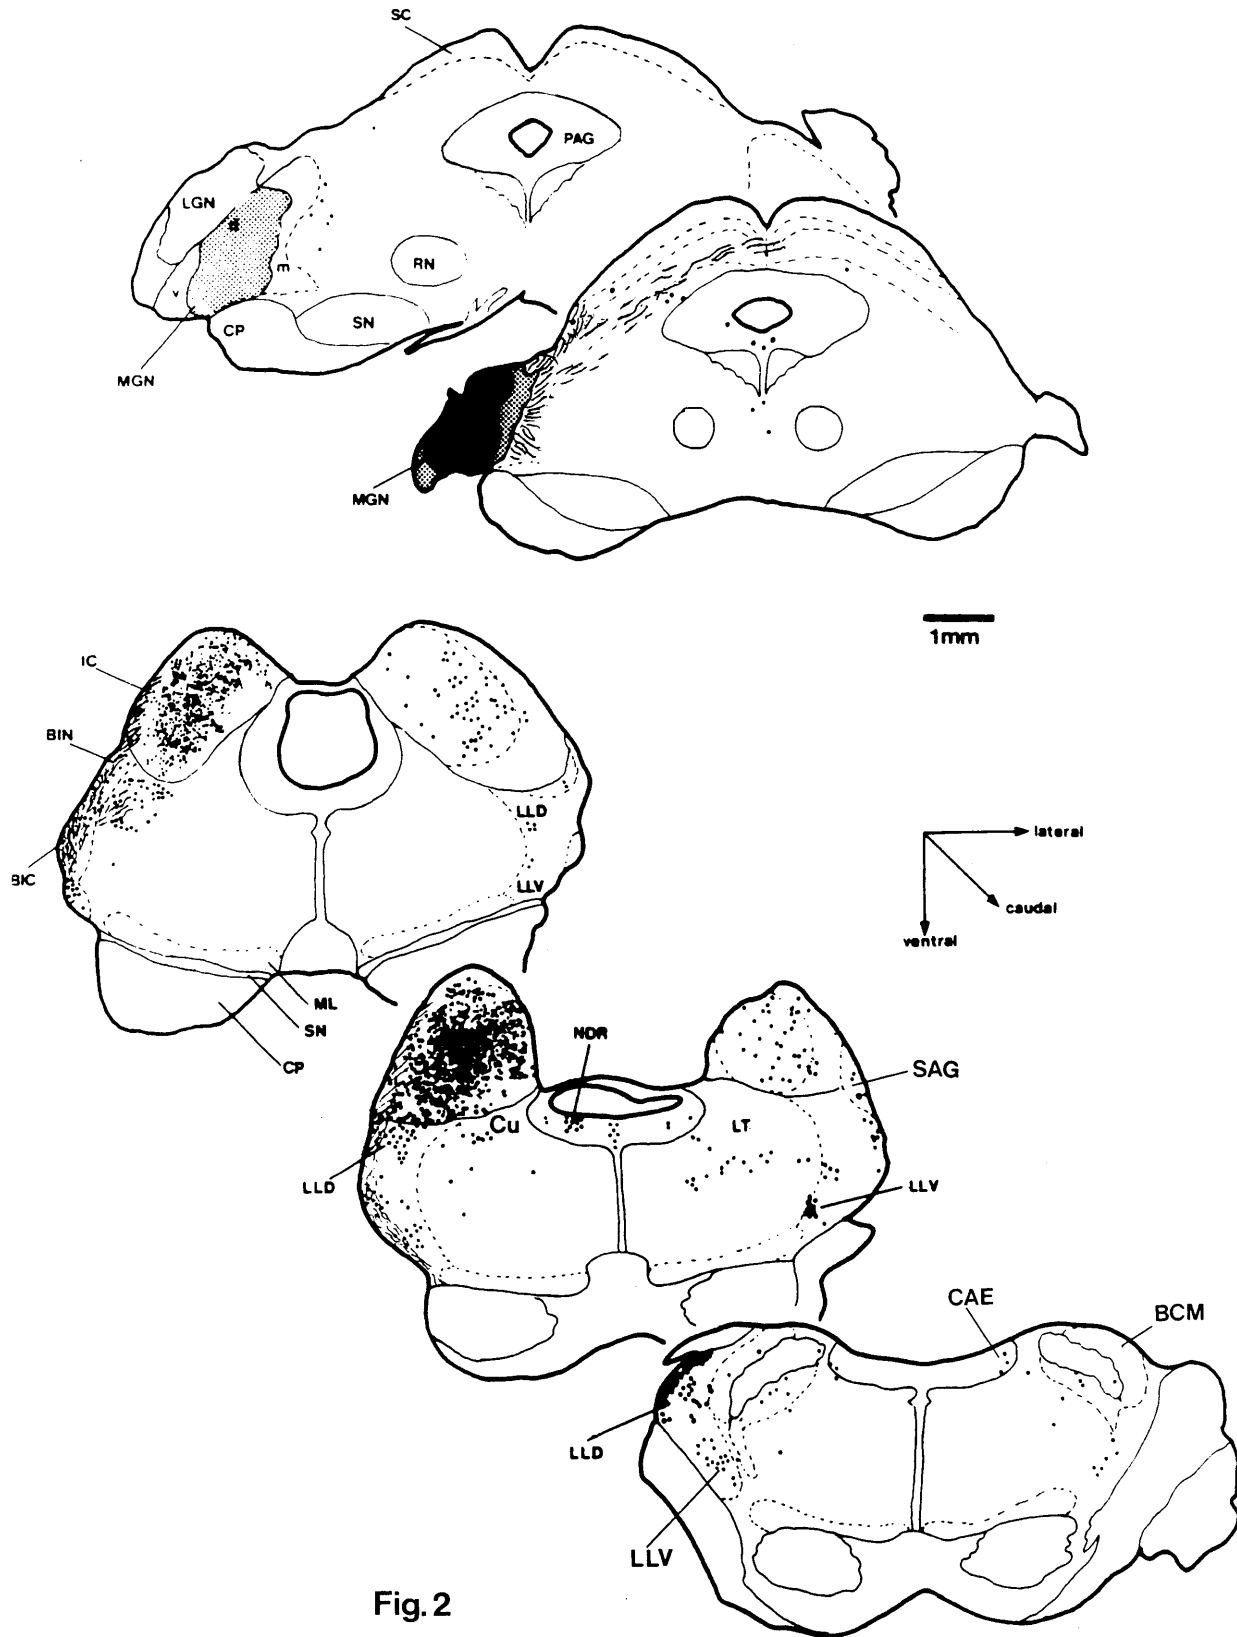 SC
PAG
LGN
d
m
RN
v
CP
SN
MGN
MGN
1mm
IC
BIN
LLD
BIC
LLV
lateral
caudal
ventral
ML
SN
CP
NDR
SAG
Cu
LT
LLD
LLV
CAE
BCM
LLD
LLV
Fig. 2